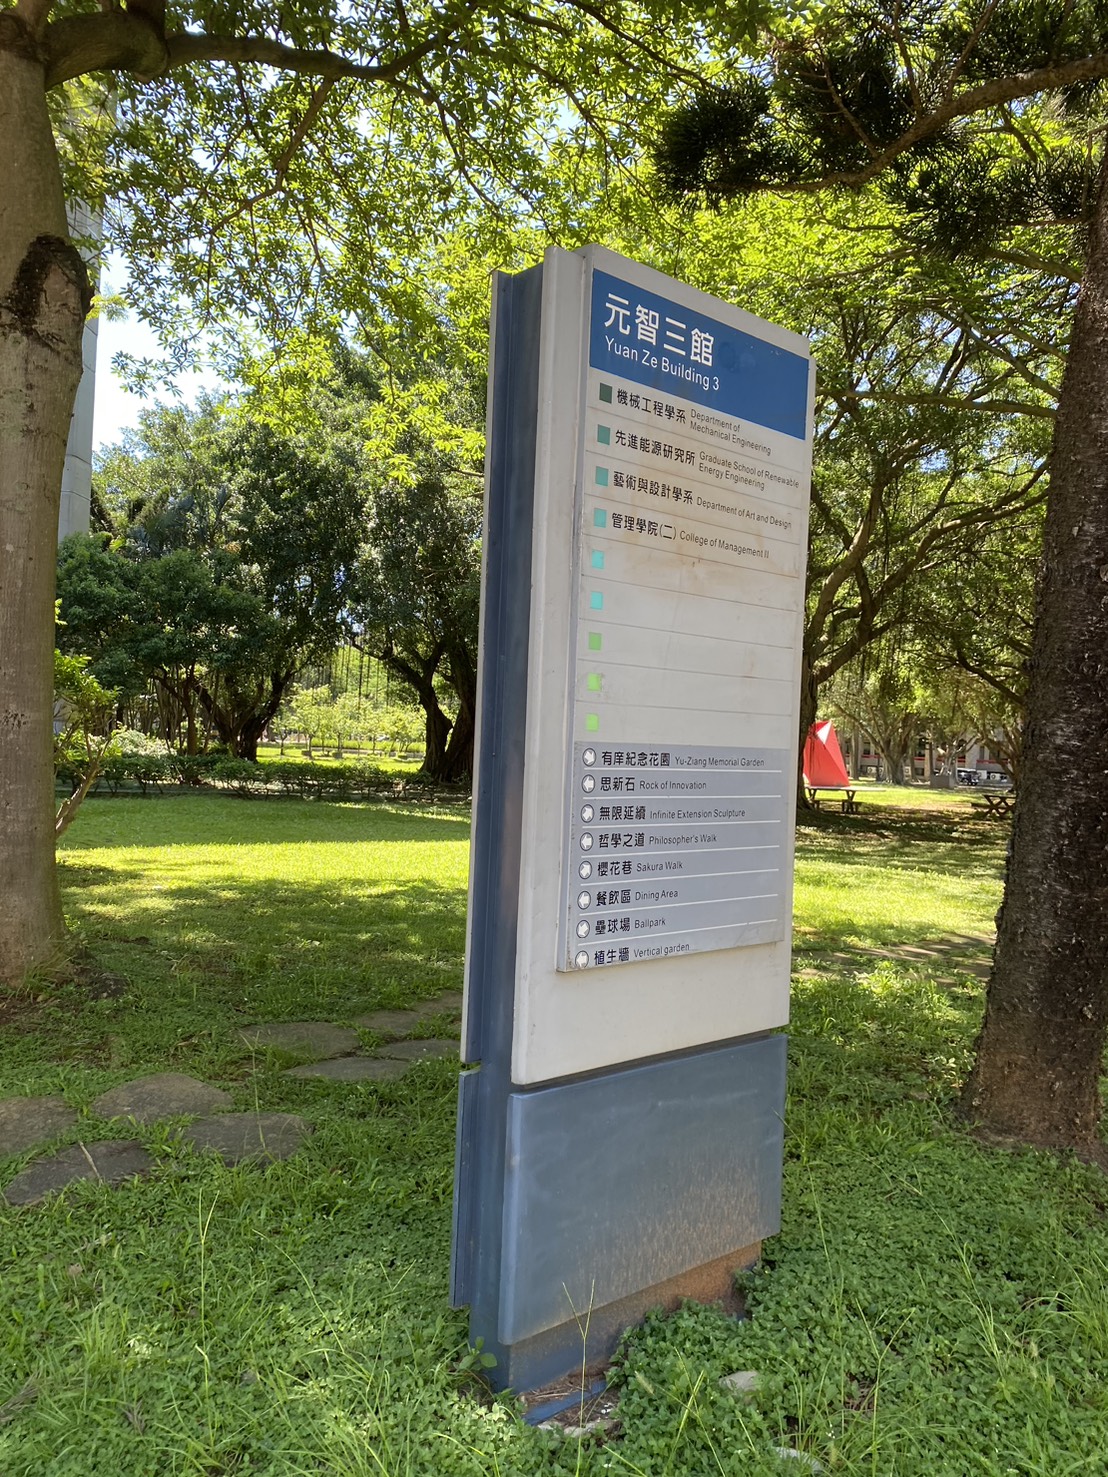 元智三館
Yuan Ze Building 3
機械工程學系 Department of Mechanical Engineering
先進能源研究所 Graduate School of Renewable Energy Engineering
藝術與設計學系 Department of Art and Design
管理學院(二) College of Management II
有庠紀念花園 Yu-Ziang Memorial Garden
思新石 Rock of Innovation
無限延續 Infinite Extension Sculpture
哲學之道 Philosopher's Walk
櫻花巷 Sakura Walk
餐飲區 Dining Area
壘球場 Ballpark
植生牆 Vertical garden